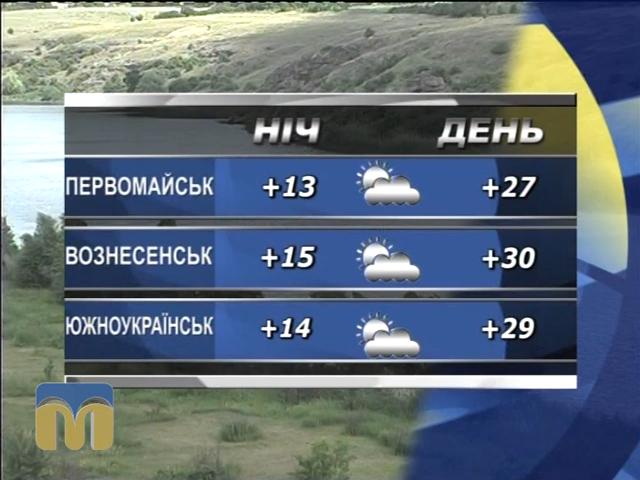 НІЧ ДЕНЬ
ПЕРВОМАЙСЬК +13 +27
ВОЗНЕСЕНСЬК +15 +30
ЮЖНОУКРАЇНСЬК +14 +29
М